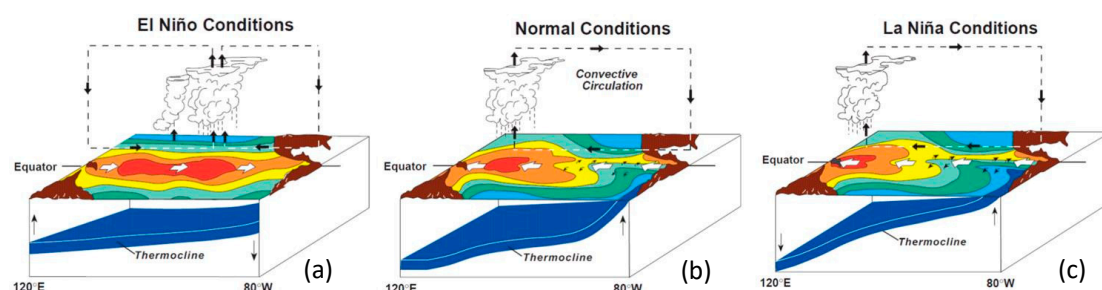 El Niño Conditions
Equator
Thermocline
120°E
80°W
(a)
Normal Conditions
Convective
Circulation
Equator
Thermocline
120°E
80°W
(b)
La Niña Conditions
Equator
Thermocline
120°E
80°W
(c)